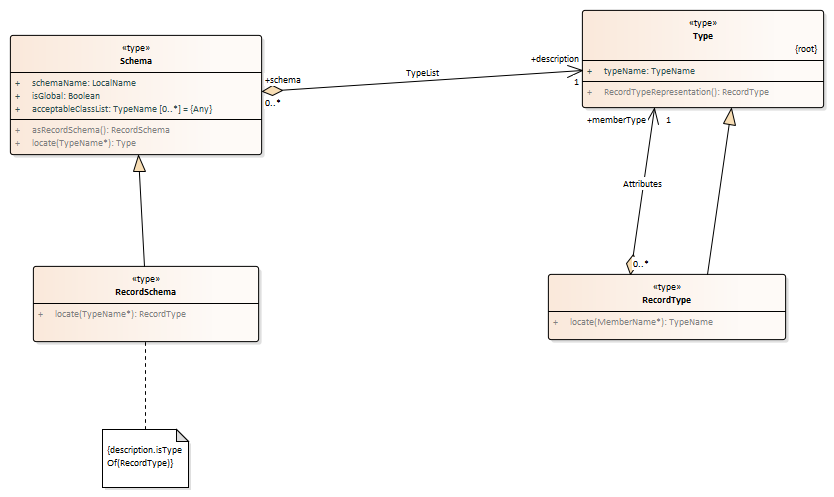 «type»
Schema
+ schemaName: LocalName
+ isGlobal: Boolean
+ acceptableClassList: TypeName [0..*] = {Any}
+ asRecordSchema(): RecordSchema
+ locate(TypeName*): Type
+schema
0..*
TypeList
+description
1
«type»
Type
{root}
+ typeName: TypeName
+ RecordTypeRepresentation(): RecordType
+memberType
1
Attributes
0..*
«type»
RecordSchema
+ locate(TypeName*): RecordType
«type»
RecordType
+ locate(MemberName*): TypeName
{description.isType
Of(RecordType)}